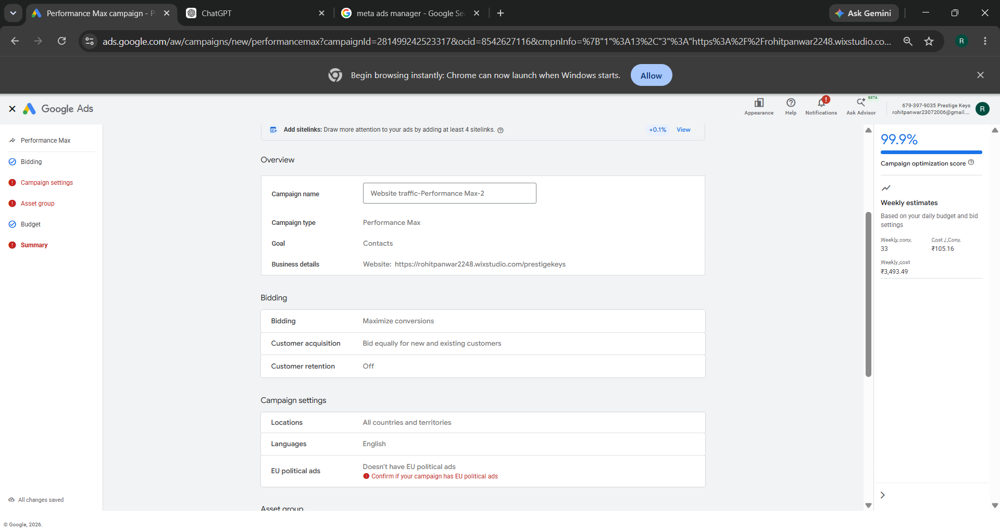 Performance Max campaign - P
ChatGPT
meta ads manager - Google Sea
Ask Gemini
ads.google.com/aw/campaigns/new/performancemax?campaignId=281499242523317&ocid=8542627116&cmpnInfo=%7B"1"%3A13%2C"3"%3A"https%3A%2F%2Frohitpanwar2248.wixstudio.co...
R
Begin browsing instantly: Chrome can now launch when Windows starts.
Allow
Google Ads
Appearance
Help
Notifications
BETA
Ask Advisor
679-397-9035 Prestige Keys
rohitpanwar23072006@gmail....
R
Performance Max
Bidding
Campaign settings
Asset group
Budget
Summary
All changes saved
Add sitelinks: Draw more attention to your ads by adding at least 4 sitelinks.
+0.1%
View
Overview
Campaign name
Website traffic-Performance Max-2
Campaign type
Performance Max
Goal
Contacts
Business details
Website: https://rohitpanwar2248.wixstudio.com/prestigekeys
Bidding
Bidding
Maximize conversions
Customer acquisition
Bid equally for new and existing customers
Customer retention
Off
Campaign settings
Locations
All countries and territories
Languages
English
EU political ads
Doesn't have EU political ads
Confirm if your campaign has EU political ads
Asset group
99.9%
Campaign optimization score
Weekly estimates
Based on your daily budget and bid
settings
Weekly conv.
Cost / Conv.
33
₹105.16
Weekly cost
₹3,493.49
© Google, 2026.